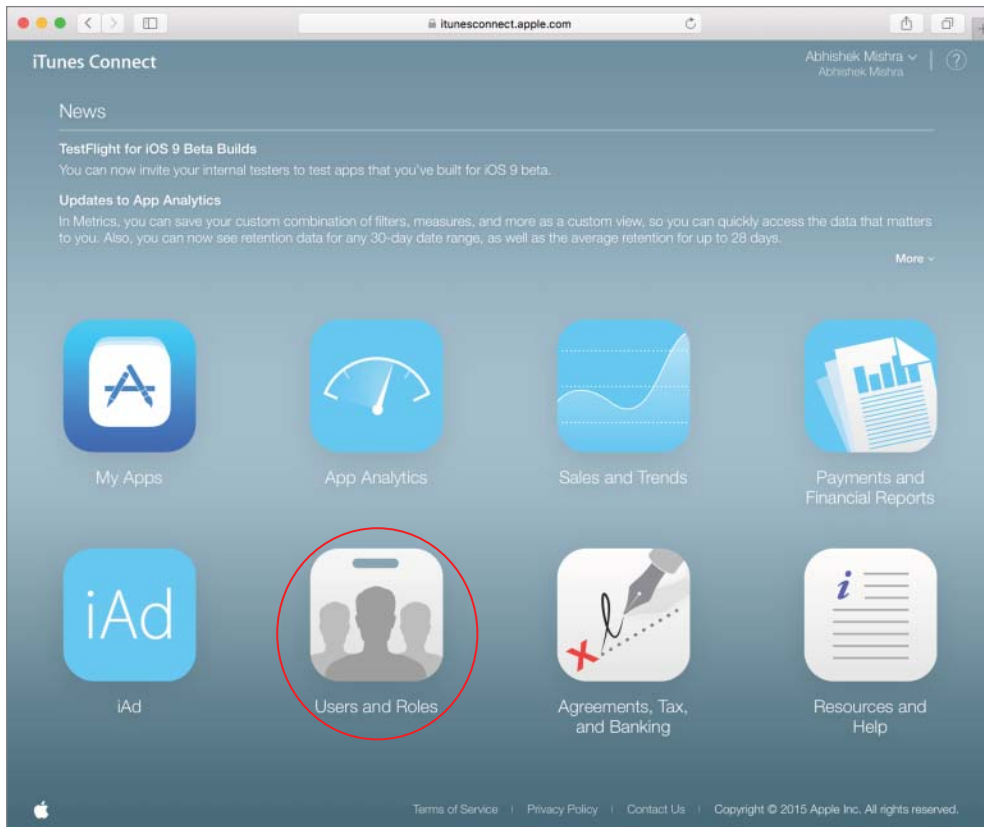 itunesconnect.apple.com
iTunes Connect
Abhishek Mishra
Abhishek Mishra
?
News
TestFlight for iOS 9 Beta Builds
You can now invite your internal testers to test apps that you've built for iOS 9 beta.
Updates to App Analytics
In Metrics, you can save your custom combination of filters, measures, and more as a custom view, so you can quickly access the data that matters
to you. Also, you can now see retention data for any 30-day date range, as well as the average retention for up to 28 days.
More
My Apps
App Analytics
Sales and Trends
Payments and
Financial Reports
iAd
i
iAd
Users and Roles
Agreements, Tax,
and Banking
Resources and
Help
Terms of Service | Privacy Policy | Contact Us | Copyright © 2015 Apple Inc. All rights reserved.